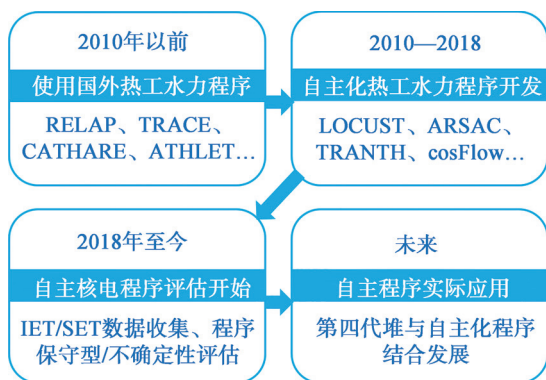 2010年以前
使用国外热工水力程序
RELAP、TRACE、
CATHARE、ATHLET…
2010—2018
自主化热工水力程序开发
LOCUST、ARSAC、
TRANTH、cosFlow…
2018年至今
自主核电程序评估开始
IET/SET数据收集、程序
保守型/不确定性评估
未来
自主程序实际应用
第四代堆与自主化程序
结合发展